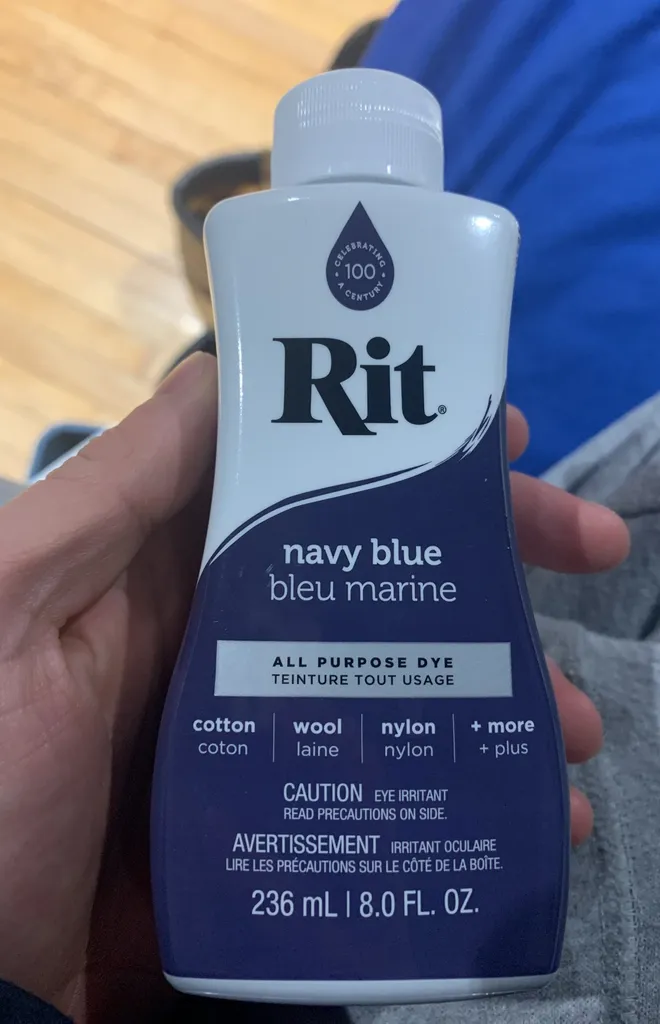 CELEBRATING
100
A CENTURY
Rit®
navy blue
bleu marine
ALL PURPOSE DYE
TEINTURE TOUT USAGE
cotton wool nylon + more
coton laine nylon + plus
CAUTION EYE IRRITANT
READ PRECAUTIONS ON SIDE.
AVERTISSEMENT IRRITANT OCULAIRE
LIRE LES PRÉCAUTIONS SUR LE CÔTÉ DE LA BOÎTE.
236 mL | 8.0 FL. OZ.